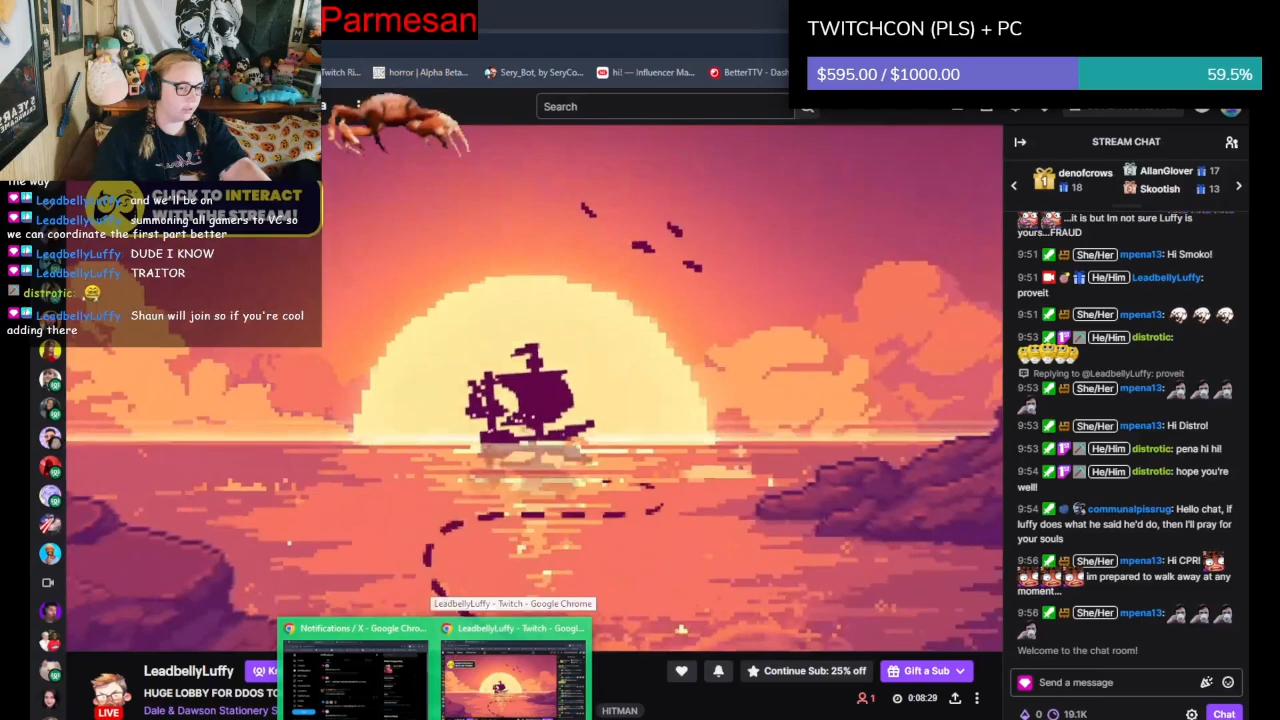 Parmesan
TWITCHCON (PLS) + PC
$595.00 / $1000.00
59.5%
Twitch Ri...
horror | Alpha Beta...
Sery_Bot, by SeryCo...
hi! — Influencer Ma...
BetterTTV - Dash
Search
the way
LeadbellyLuffy and we'll be on
LeadbellyLuffy summoning all gamers to VC so
we can coordinate the first part better
LeadbellyLuffy DUDE I KNOW
LeadbellyLuffy TRAITOR
distrotic:
LeadbellyLuffy Shaun will join so if you're cool
adding there
CLICK TO INTERACT
WITH THE STREAM!
STREAM CHAT
1 denofcrows
18
AllanGlover 17
Skootish 13
...it is but Im not sure Luffy is
yours...FRAUD
9:51 She/Her mpena13: Hi Smoko!
9:51 He/Him LeadbellyLuffy:
proveit
9:51 She/Her mpena13:
9:53 1st He/Him distrotic:
Replying to @LeadbellyLuffy: proveit
9:53 She/Her mpena13:
9:53 She/Her mpena13: Hi Distro!
9:53 1st He/Him distrotic: pena hi hi!
9:54 1st He/Him distrotic: hope you're
well!
9:54 communalpissrug: Hello chat, if
luffy does what he said he'd do, then I'll pray for
your souls
9:56 She/Her mpena13: Hi CPR!
im prepared to walk away at any
moment...
9:56 She/Her mpena13:
Welcome to the chat room!
Send a message
0 19.1K
Chat
LeadbellyLuffy - Twitch - Google Chrome
Notifications / X - Google Chro...
LeadbellyLuffy - Twitch - Googl...
LeadbellyLuffy
HUGE LOBBY FOR DDOS TO
Dale & Dawson Stationery S
LIVE
HITMAN
ontinue Sub: 25% off
Gift a Sub
1
0:08:29